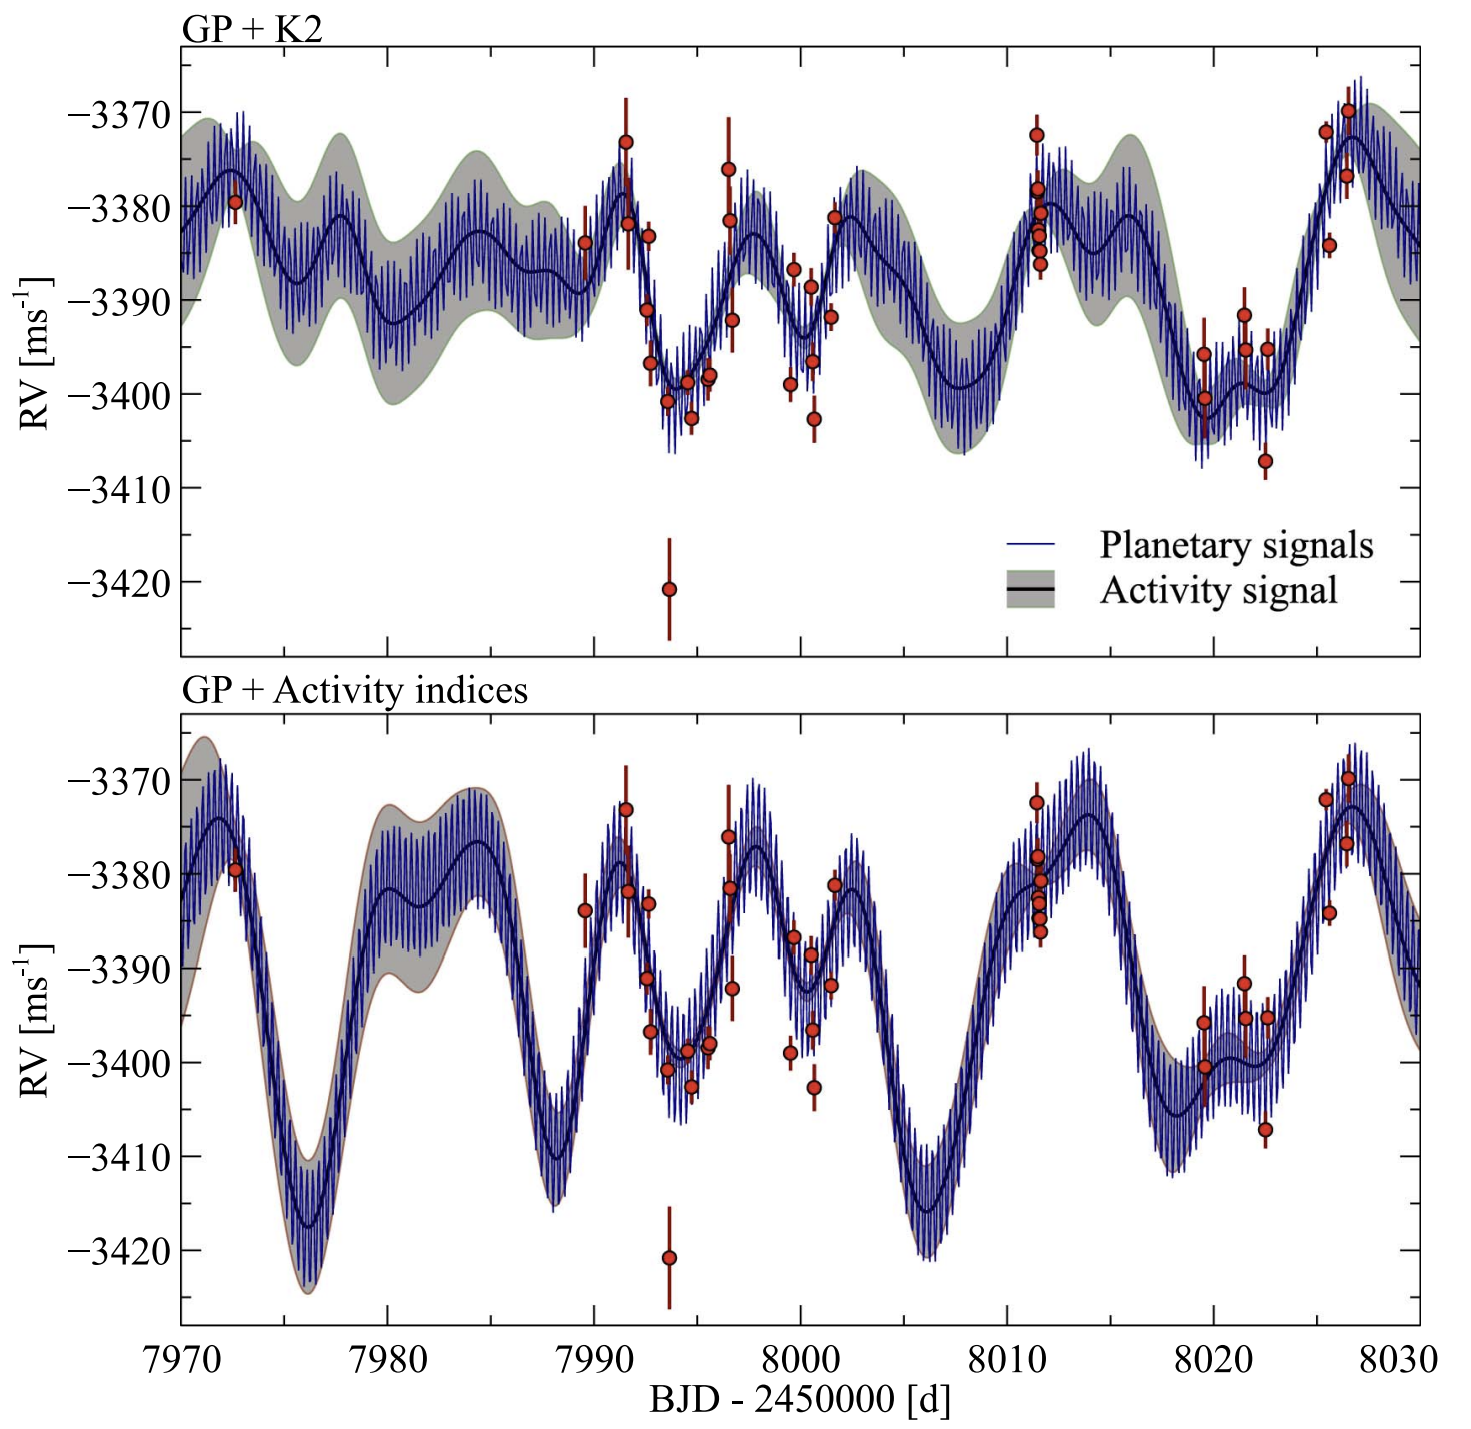 GP + K2
−3370
−3380
−3390
−3400
−3410
−3420
RV [ms⁻¹]
Planetary signals
Activity signal
GP + Activity indices
−3370
−3380
−3390
−3400
−3410
−3420
RV [ms⁻¹]
7970 7980 7990 8000 8010 8020 8030
BJD - 2450000 [d]